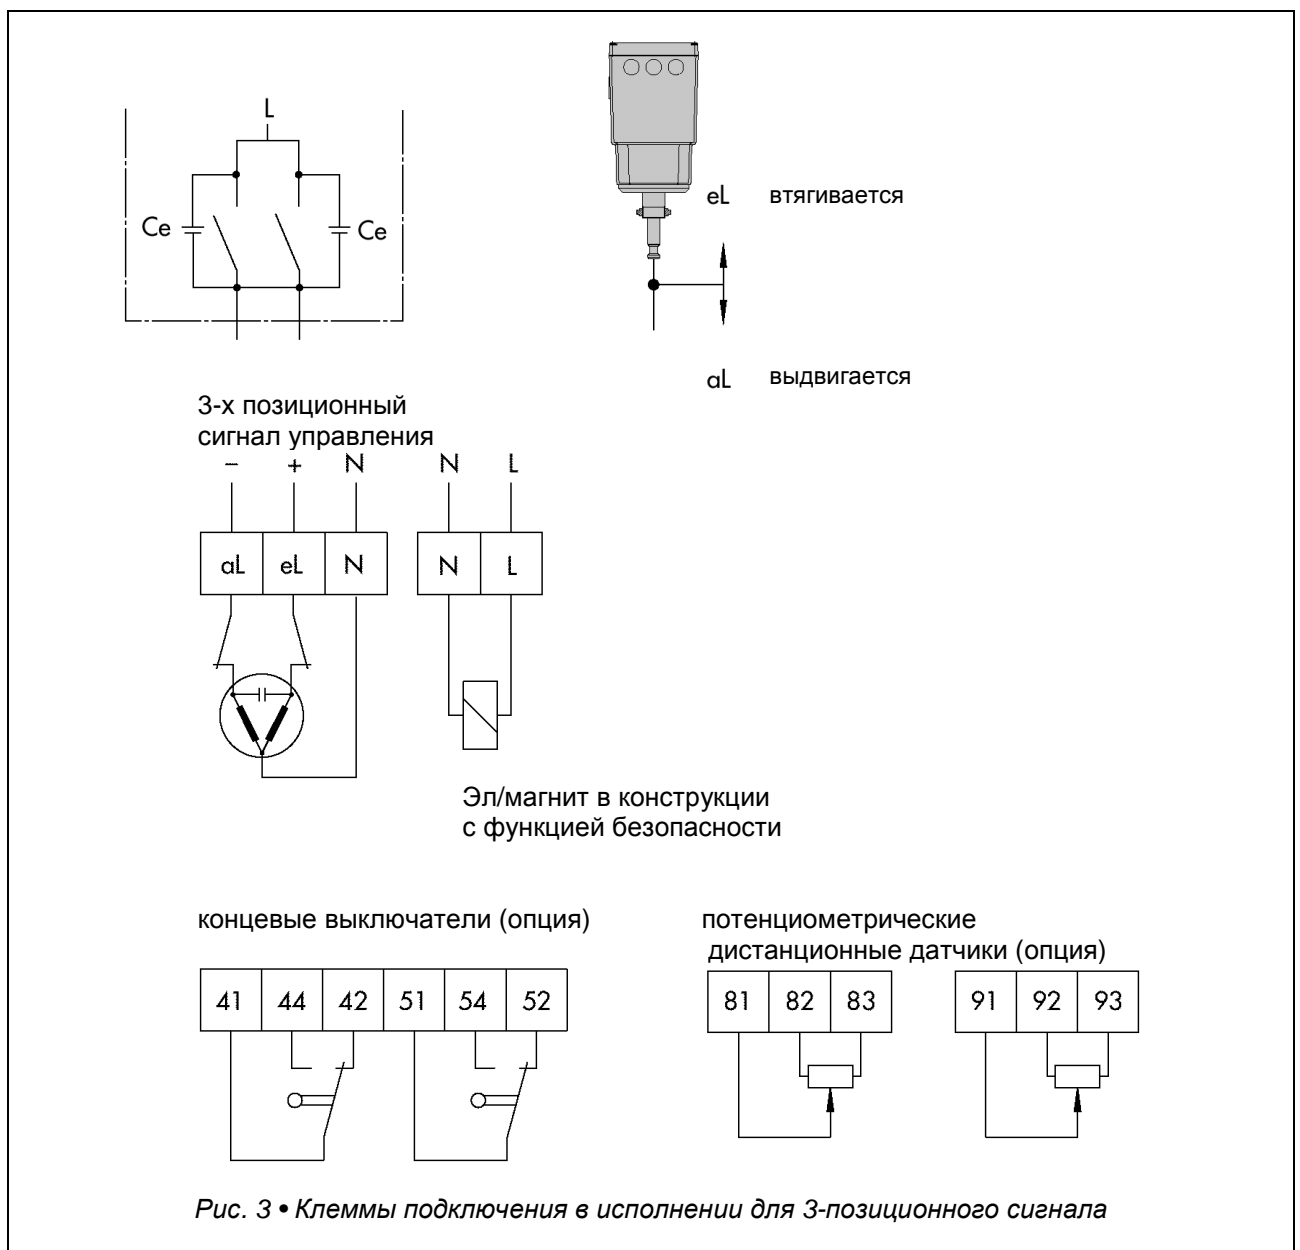 L
Ce
Ce
eL втягивается
aL выдвигается
3-х позиционный
сигнал управления
– + N N L
aL eL N N L
Эл/магнит в конструкции
с функцией безопасности
концевые выключатели (опция)
41 44 42 51 54 52
потенциометрические
дистанционные датчики (опция)
81 82 83 91 92 93
Рис. 3 • Клеммы подключения в исполнении для 3-позиционного сигнала